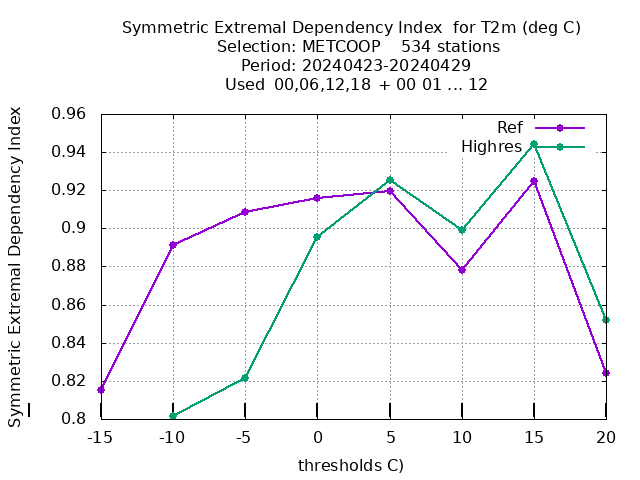 Symmetric Extremal Dependency Index  for T2m (deg C)
Selection: METCOOP    534 stations
Period: 20240423-20240429
Used  00,06,12,18  + 00 01 ... 12
Symmetric Extremal Dependency Index
0.96
0.94
0.92
0.9
0.88
0.86
0.84
0.82
0.8
Ref
Highres
-15 -10 -5 0 5 10 15 20
thresholds C)